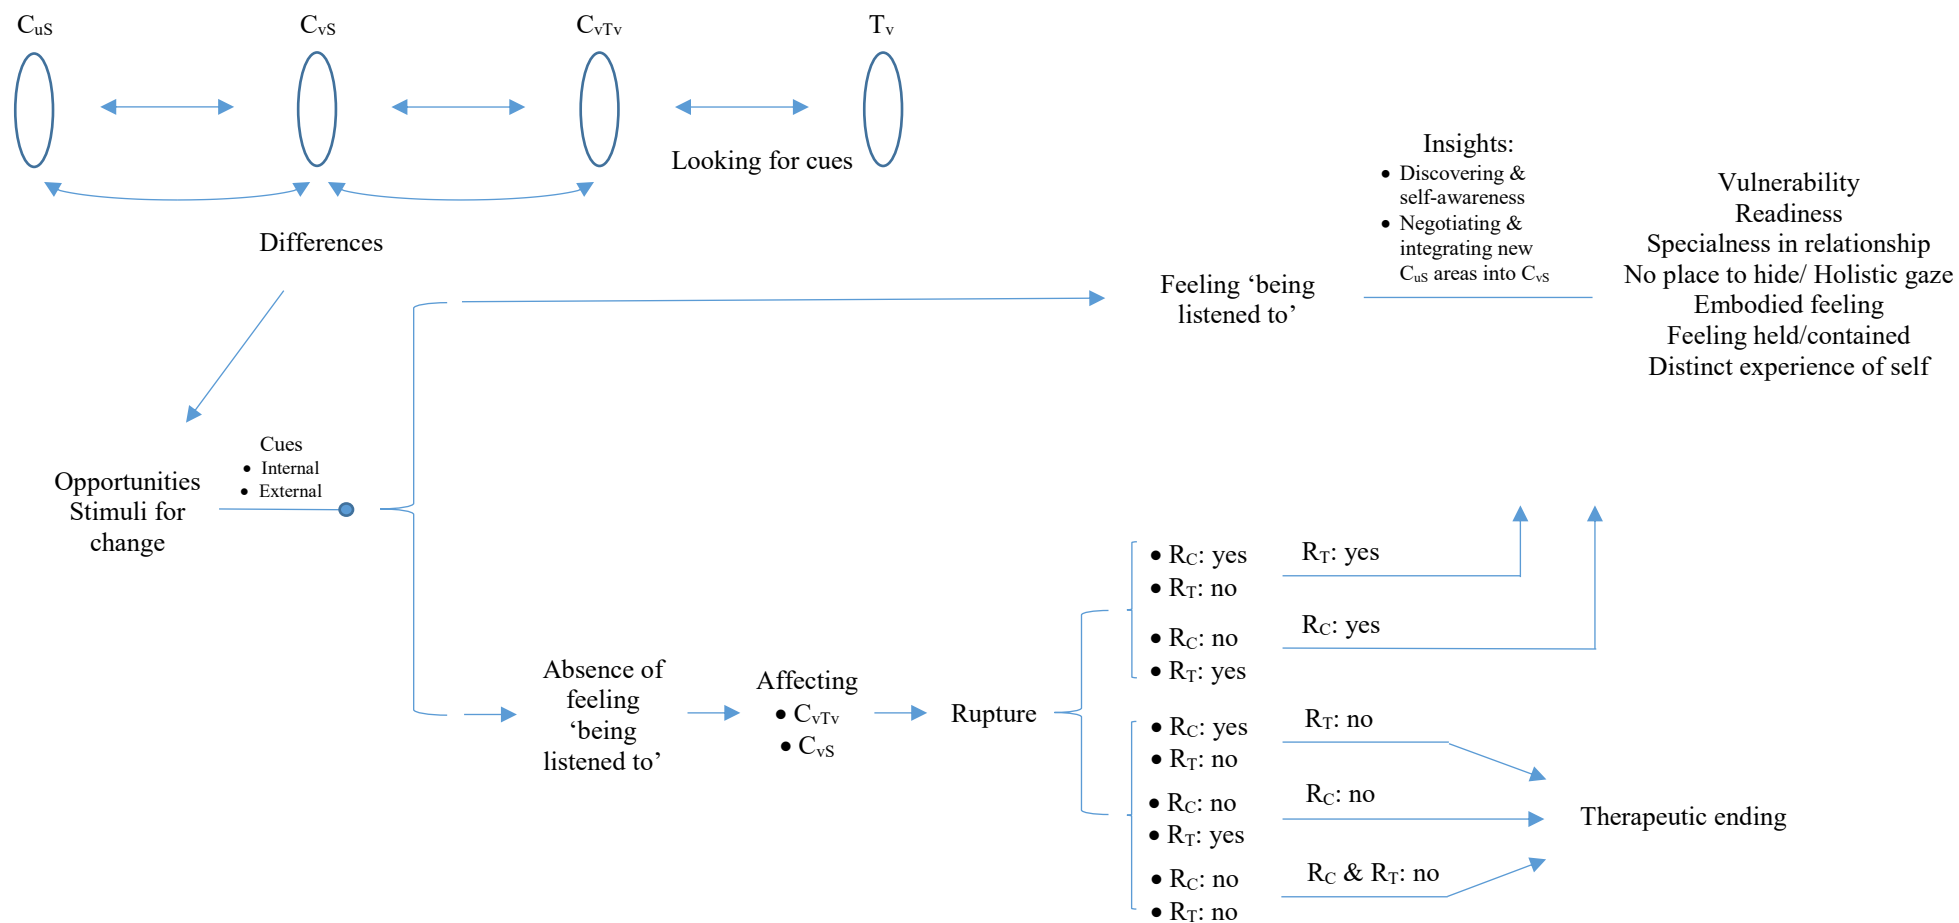 CuS
CvS
CvTv
Tv
Looking for cues
Differences
Insights:
• Discovering &
self-awareness
• Negotiating &
integrating new
CuS areas into CvS
Feeling ‘being
listened to’
Vulnerability
Readiness
Specialness in relationship
No place to hide/ Holistic gaze
Embodied feeling
Feeling held/contained
Distinct experience of self
Opportunities
Stimuli for
change
Cues
• Internal
• External
Absence of
feeling
‘being
listened to’
Affecting
• CvTv
• CvS
Rupture
• RC: yes
• RT: no
RT: yes
• RC: no
• RT: yes
RC: yes
• RC: yes
• RT: no
RT: no
• RC: no
• RT: yes
RC: no
• RC: no
• RT: no
RC & RT: no
Therapeutic ending